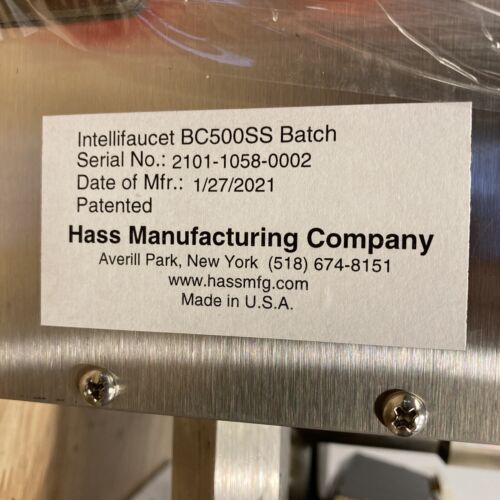 Intellifaucet BC500SS Batch
Serial No.: 2101-1058-0002
Date of Mfr.: 1/27/2021
Patented
Hass Manufacturing Company
Averill Park, New York (518) 674-8151
www.hassmfg.com
Made in U.S.A.